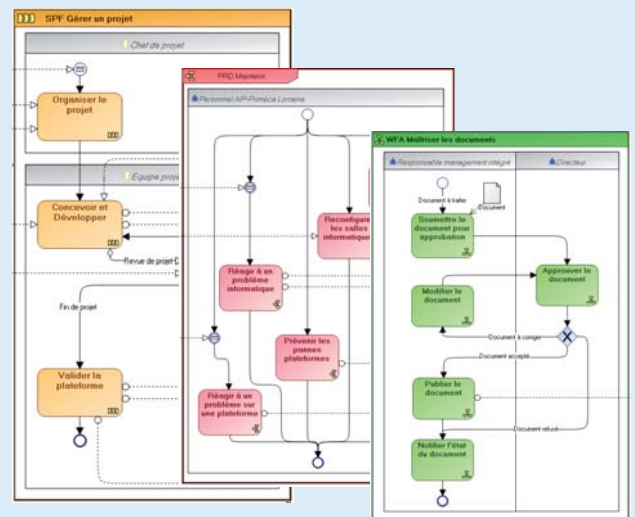 SPF Gérer un projet
Chef de projet
Organiser le
projet
Equipe proje
Concevoir et
Développer
Revue de projet
Fin de projet
Valider la
plateforme
PRD Maintenir
Personnel AIP-Priméca Lorraine
Reconfigure
les salles
informatique
Réagir à un
problème
informatique
Prévenir les
pannes
plateformes
Réagir à un
problème sur
une plateforme
WFA Maîtriser les documents
Responsable management intégré
Directeur
Document à traiter
Document
Soumettre le
document pour
approbation
Approuver le
document
Modifier le
document
Document à corriger
Document accepté
Publier le
document
Document refusé
Notifier l'état
du document